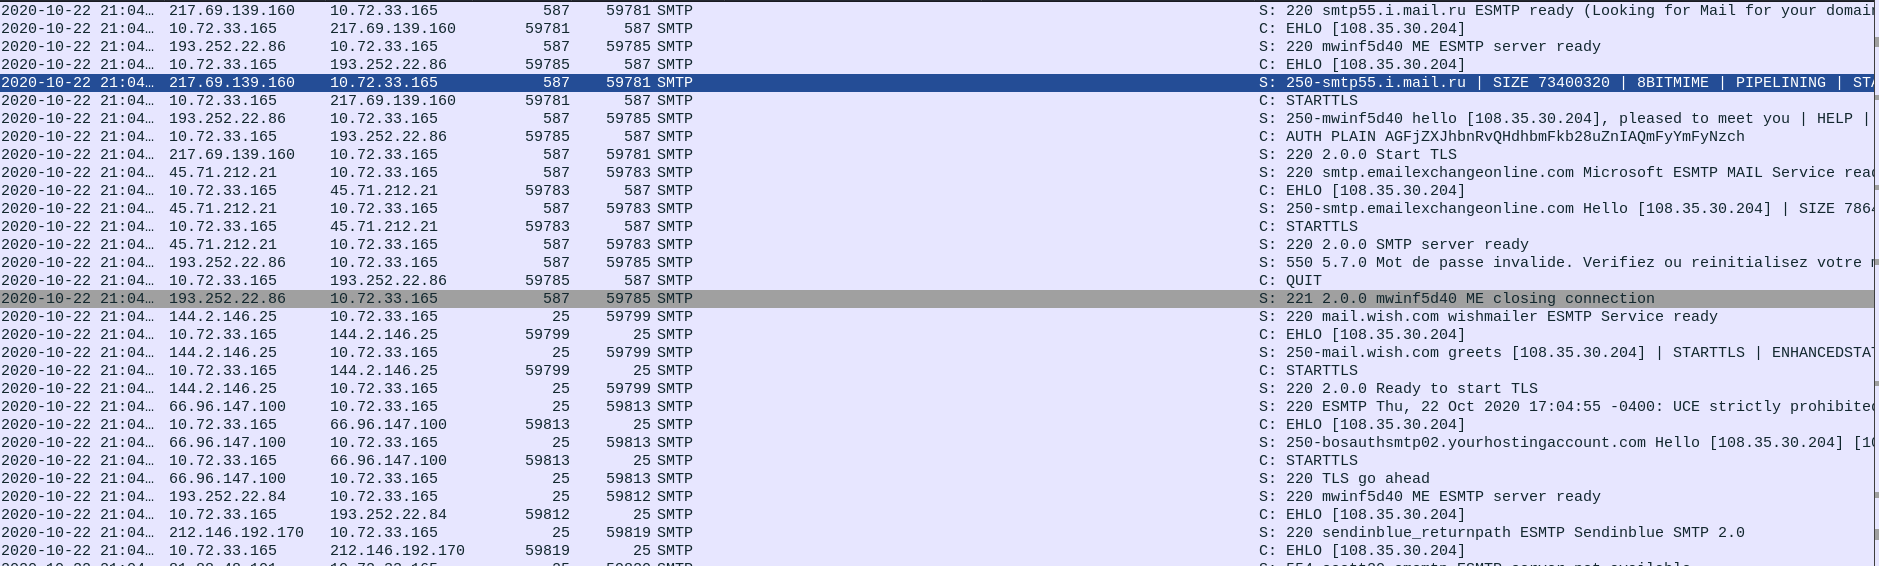 2020-10-22 21:04… 217.69.139.160 10.72.33.165 587 59781 SMTP S: 220 smtp55.i.mail.ru ESMTP ready (Looking for Mail for your domain
2020-10-22 21:04… 10.72.33.165 217.69.139.160 59781 587 SMTP C: EHLO [108.35.30.204]
2020-10-22 21:04… 193.252.22.86 10.72.33.165 587 59785 SMTP S: 220 mwinf5d40 ME ESMTP server ready
2020-10-22 21:04… 10.72.33.165 193.252.22.86 59785 587 SMTP C: EHLO [108.35.30.204]
2020-10-22 21:04… 217.69.139.160 10.72.33.165 587 59781 SMTP S: 250-smtp55.i.mail.ru | SIZE 73400320 | 8BITMIME | PIPELINING | STA
2020-10-22 21:04… 10.72.33.165 217.69.139.160 59781 587 SMTP C: STARTTLS
2020-10-22 21:04… 193.252.22.86 10.72.33.165 587 59785 SMTP S: 250-mwinf5d40 hello [108.35.30.204], pleased to meet you | HELP |
2020-10-22 21:04… 10.72.33.165 193.252.22.86 59785 587 SMTP C: AUTH PLAIN AGFjZXJhbnRvQHdhbmFkb28uZnIAQmFyYmFyNzch
2020-10-22 21:04… 217.69.139.160 10.72.33.165 587 59781 SMTP S: 220 2.0.0 Start TLS
2020-10-22 21:04… 45.71.212.21 10.72.33.165 587 59783 SMTP S: 220 smtp.emailexchangeonline.com Microsoft ESMTP MAIL Service read
2020-10-22 21:04… 10.72.33.165 45.71.212.21 59783 587 SMTP C: EHLO [108.35.30.204]
2020-10-22 21:04… 45.71.212.21 10.72.33.165 587 59783 SMTP S: 250-smtp.emailexchangeonline.com Hello [108.35.30.204] | SIZE 7864
2020-10-22 21:04… 10.72.33.165 45.71.212.21 59783 587 SMTP C: STARTTLS
2020-10-22 21:04… 45.71.212.21 10.72.33.165 587 59783 SMTP S: 220 2.0.0 SMTP server ready
2020-10-22 21:04… 193.252.22.86 10.72.33.165 587 59785 SMTP S: 550 5.7.0 Mot de passe invalide. Verifiez ou reinitialisez votre
2020-10-22 21:04… 10.72.33.165 193.252.22.86 59785 587 SMTP C: QUIT
2020-10-22 21:04… 193.252.22.86 10.72.33.165 587 59785 SMTP S: 221 2.0.0 mwinf5d40 ME closing connection
2020-10-22 21:04… 144.2.146.25 10.72.33.165 25 59799 SMTP S: 220 mail.wish.com wishmailer ESMTP Service ready
2020-10-22 21:04… 10.72.33.165 144.2.146.25 59799 25 SMTP C: EHLO [108.35.30.204]
2020-10-22 21:04… 144.2.146.25 10.72.33.165 25 59799 SMTP S: 250-mail.wish.com greets [108.35.30.204] | STARTTLS | ENHANCEDSTAT
2020-10-22 21:04… 10.72.33.165 144.2.146.25 59799 25 SMTP C: STARTTLS
2020-10-22 21:04… 144.2.146.25 10.72.33.165 25 59799 SMTP S: 220 2.0.0 Ready to start TLS
2020-10-22 21:04… 66.96.147.100 10.72.33.165 25 59813 SMTP S: 220 ESMTP Thu, 22 Oct 2020 17:04:55 -0400: UCE strictly prohibited
2020-10-22 21:04… 10.72.33.165 66.96.147.100 59813 25 SMTP C: EHLO [108.35.30.204]
2020-10-22 21:04… 66.96.147.100 10.72.33.165 25 59813 SMTP S: 250-bosauthsmtp02.yourhostingaccount.com Hello [108.35.30.204] [10
2020-10-22 21:04… 10.72.33.165 66.96.147.100 59813 25 SMTP C: STARTTLS
2020-10-22 21:04… 66.96.147.100 10.72.33.165 25 59813 SMTP S: 220 TLS go ahead
2020-10-22 21:04… 193.252.22.84 10.72.33.165 25 59812 SMTP S: 220 mwinf5d40 ME ESMTP server ready
2020-10-22 21:04… 10.72.33.165 193.252.22.84 59812 25 SMTP C: EHLO [108.35.30.204]
2020-10-22 21:04… 212.146.192.170 10.72.33.165 25 59819 SMTP S: 220 sendinblue_returnpath ESMTP Sendinblue SMTP 2.0
2020-10-22 21:04… 10.72.33.165 212.146.192.170 59819 25 SMTP C: EHLO [108.35.30.204]